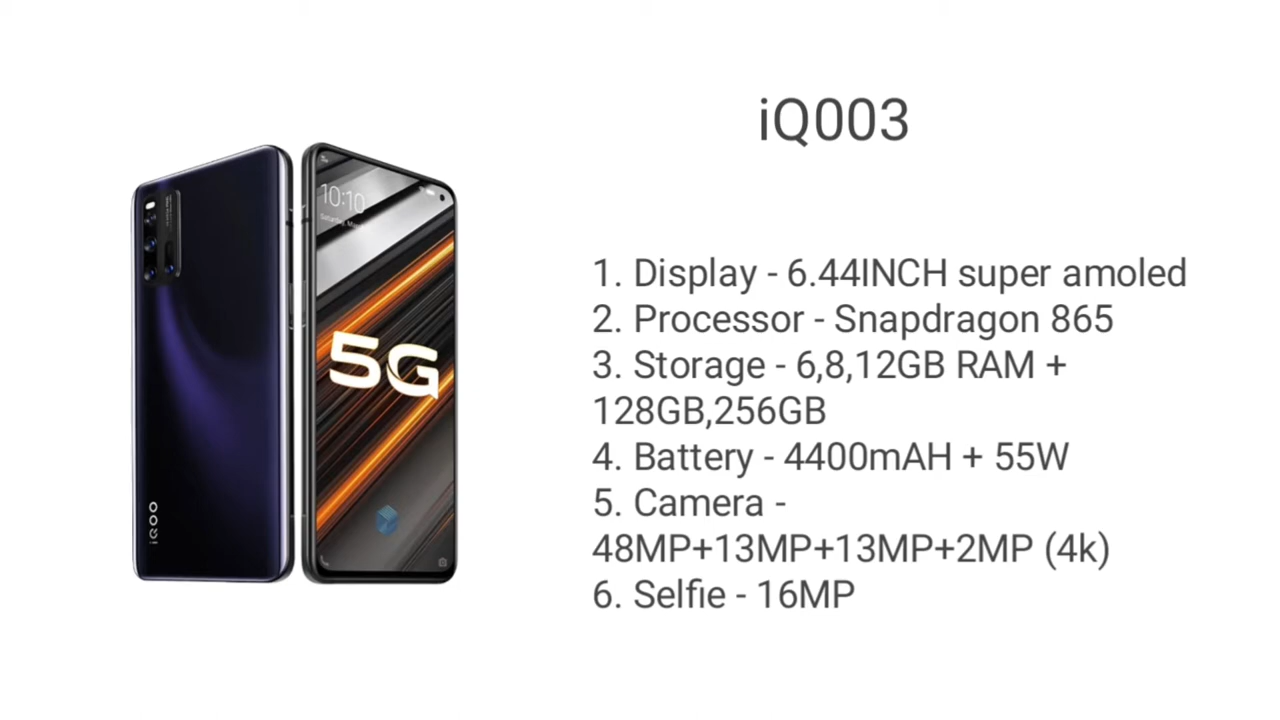 iQ003
10:10
5G
iQOO
1. Display - 6.44INCH super amoled
2. Processor - Snapdragon 865
3. Storage - 6,8,12GB RAM +
128GB,256GB
4. Battery - 4400mAH + 55W
5. Camera -
48MP+13MP+13MP+2MP (4k)
6. Selfie - 16MP